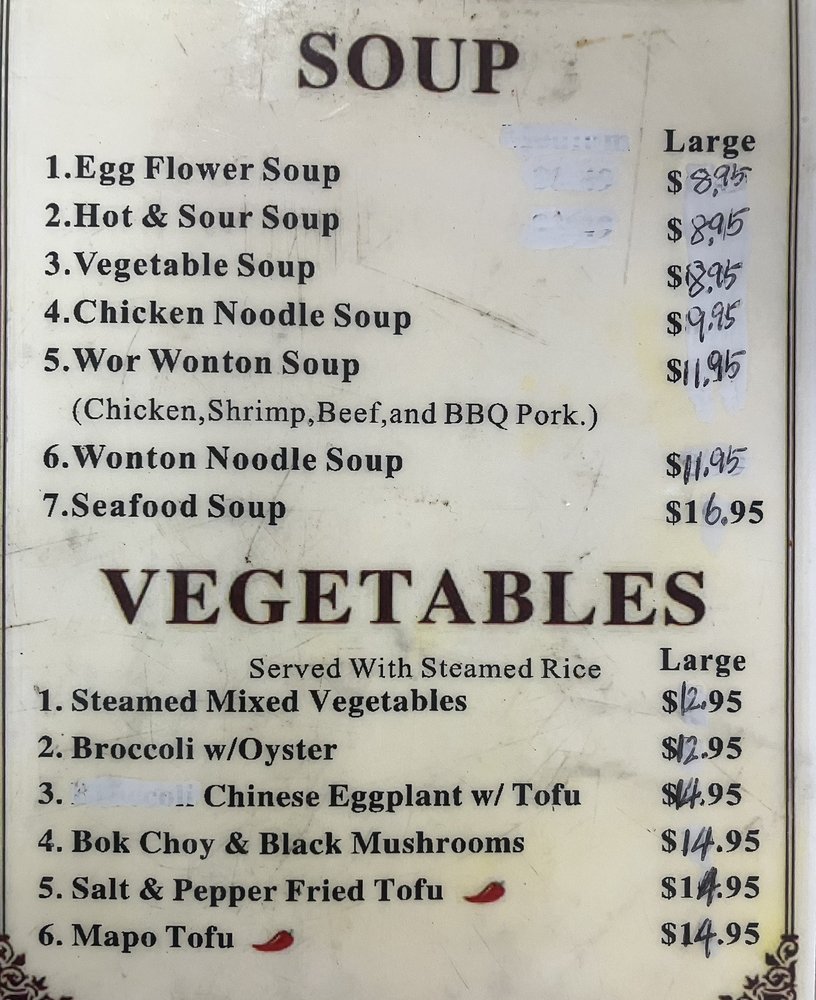 SOUP
Large
1.Egg Flower Soup $8.95
2.Hot & Sour Soup $8.95
3.Vegetable Soup $8.95
4.Chicken Noodle Soup $9.95
5.Wor Wonton Soup $11.95
(Chicken,Shrimp,Beef,and BBQ Pork.)
6.Wonton Noodle Soup $11.95
7.Seafood Soup $16.95
VEGETABLES
Served With Steamed Rice Large
1. Steamed Mixed Vegetables $12.95
2. Broccoli w/Oyster $12.95
3. Chinese Eggplant w/ Tofu $14.95
4. Bok Choy & Black Mushrooms $14.95
5. Salt & Pepper Fried Tofu $14.95
6. Mapo Tofu $14.95